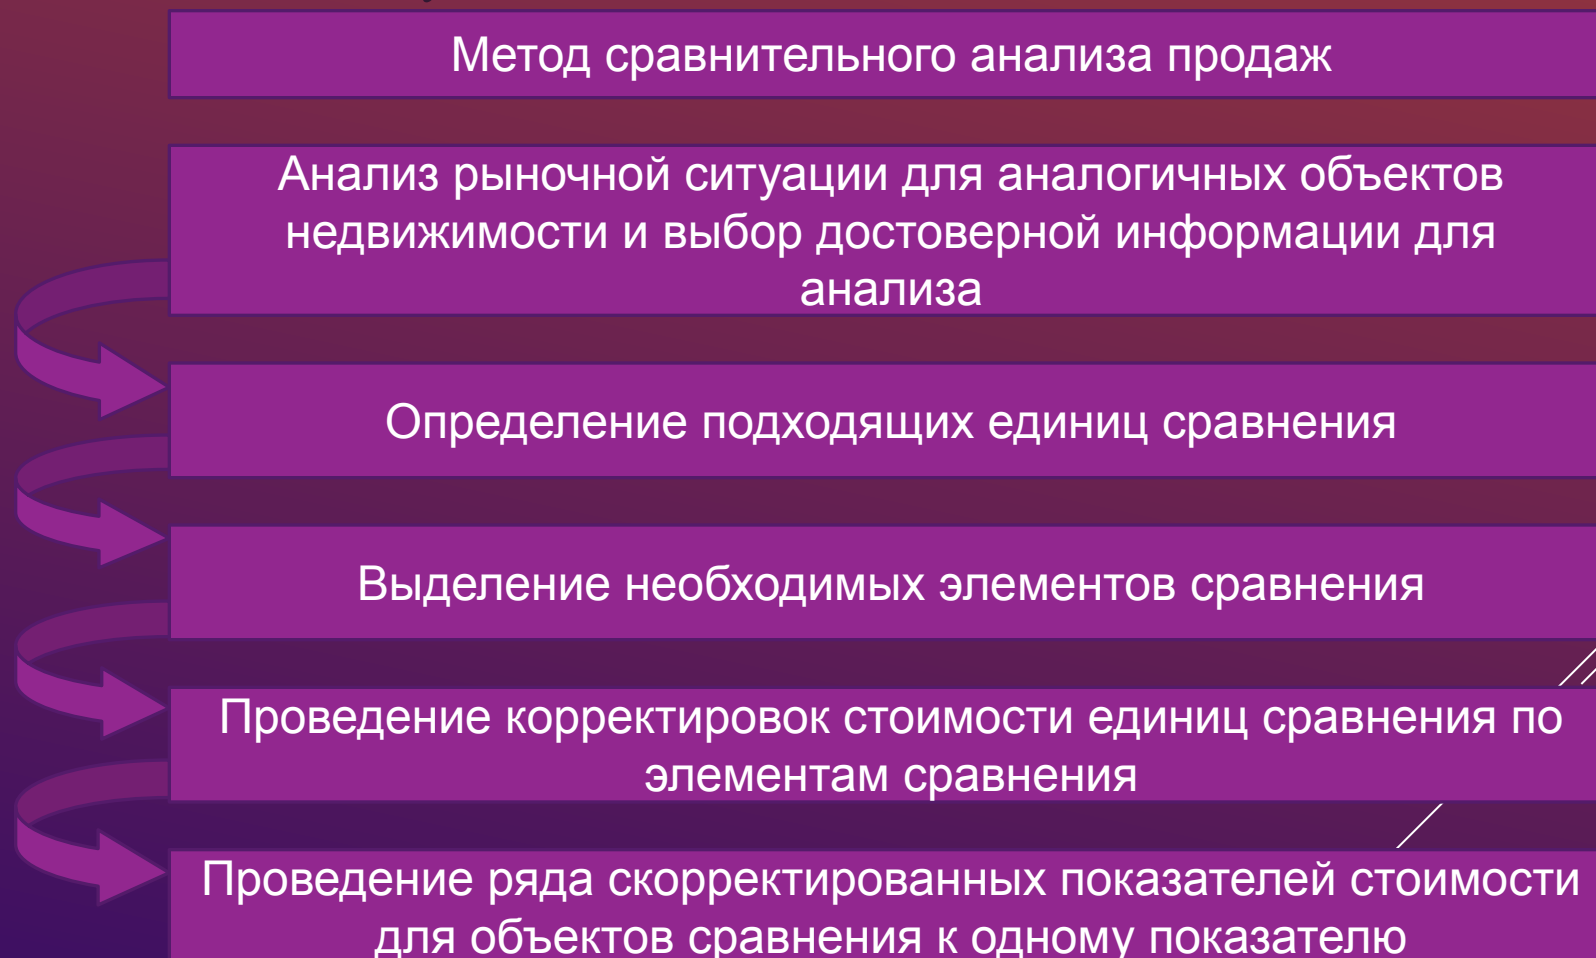 Метод сравнительного анализа продаж
Анализ рыночной ситуации для аналогичных объектов
недвижимости и выбор достоверной информации для
анализа
Определение подходящих единиц сравнения
Выделение необходимых элементов сравнения
Проведение корректировок стоимости единиц сравнения по
элементам сравнения
Проведение ряда скорректированных показателей стоимости
для объектов сравнения к одному показателю